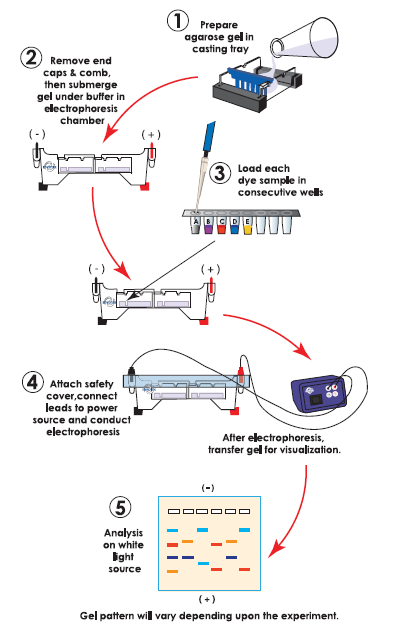 1
Prepare
agarose gel in
casting tray
2
Remove end
caps & comb,
then submerge
gel under buffer in
electrophoresis
chamber
(-)
(+)
3
Load each
dye sample in
consecutive wells
A B C D E
(-)
(+)
4
Attach safety
cover,connect
leads to power
source and conduct
electrophoresis
After electrophoresis,
transfer gel for visualization.
5
Analysis
on white
light
source
(-)
(+)
Gel pattern will vary depending upon the experiment.